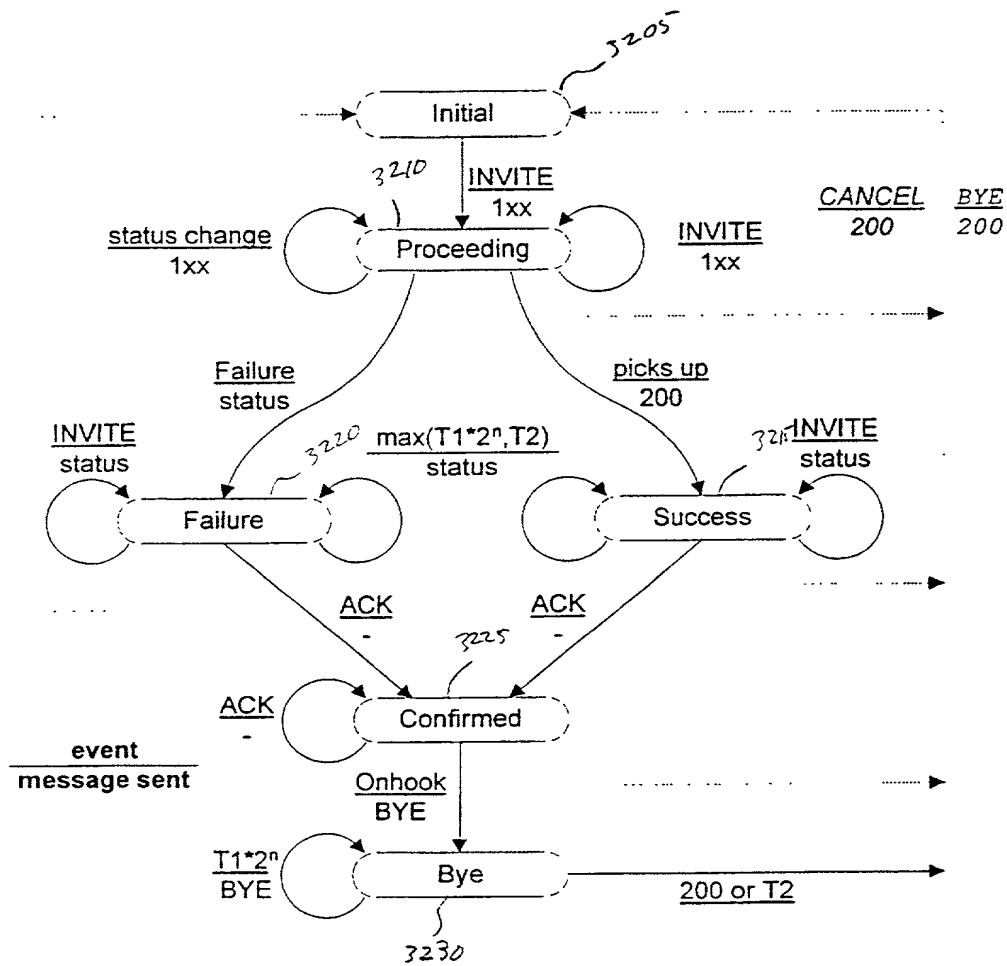 3205
Initial
3210
INVITE
1xx
CANCEL
200
BYE
200
status change
1xx
Proceeding
INVITE
1xx
Failure
status
picks up
200
INVITE
status
3220
max(T1*2ⁿ,T2)
status
INVITE
status
Failure
Success
ACK
-
ACK
-
3225
ACK
-
Confirmed
event
message sent
Onhook
BYE
T1*2ⁿ
BYE
Bye
200 or T2
3230